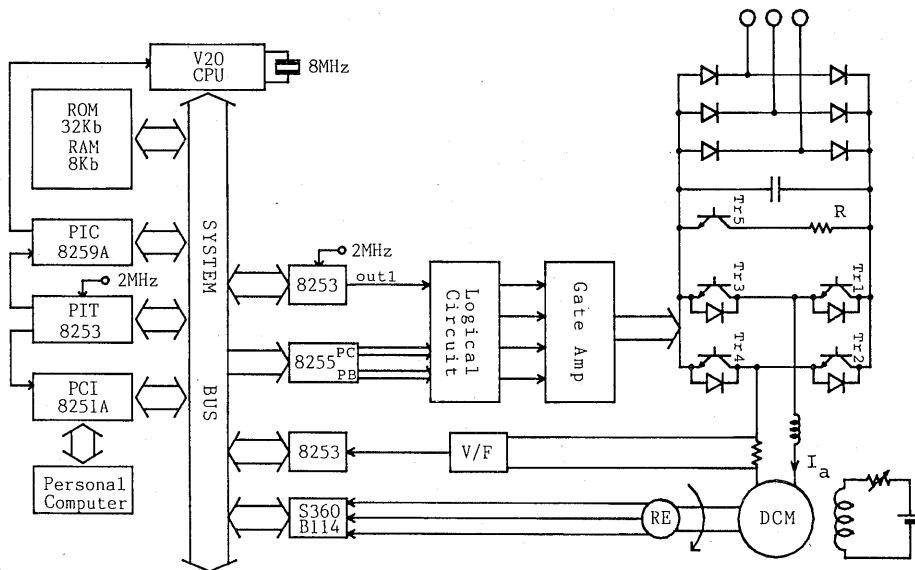 V20
CPU
8MHz
ROM
32Kb
RAM
8Kb
PIC
8259A
2MHz
PIT
8253
PCI
8251A
Personal
Computer
SYSTEM
BUS
2MHz
8253
out1
8255
PC
PB
Logical
Circuit
Gate Amp
8253
V/F
S360
B114
RE
DCM
Ia
Tr5
R
Tr3
Tr1
Tr4
Tr2